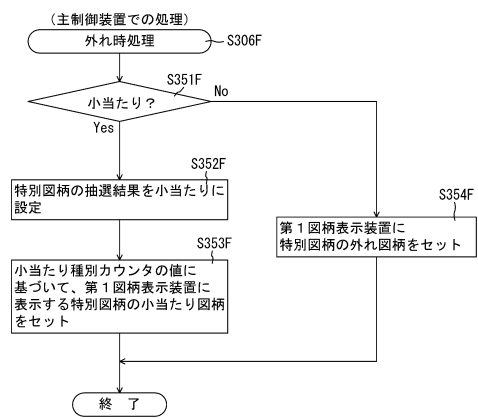 （主制御装置での処理）
外れ時処理
S306F
S351F
小当たり？
No
Yes
S352F
特別図柄の抽選結果を小当たりに
設定
S353F
小当たり種別カウンタの値に
基づいて、第１図柄表示装置に
表示する特別図柄の小当たり図柄
をセット
S354F
第１図柄表示装置に
特別図柄の外れ図柄をセット
終 了